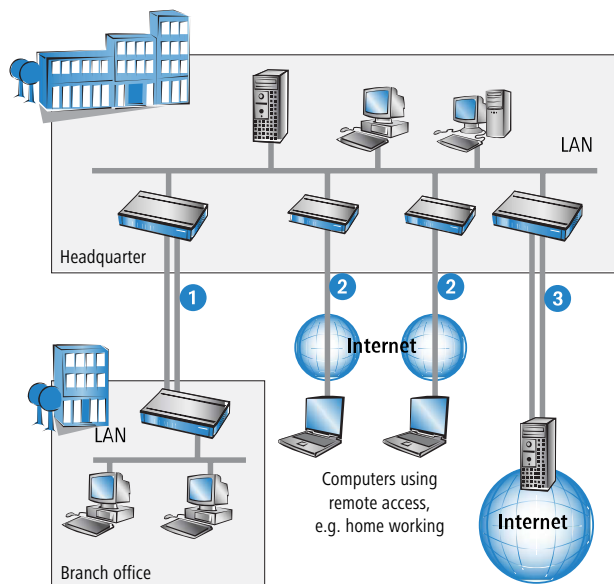 LAN
Headquarter
1
2
2
3
Internet
LAN
Computers using
remote access,
e.g. home working
Internet
Branch office